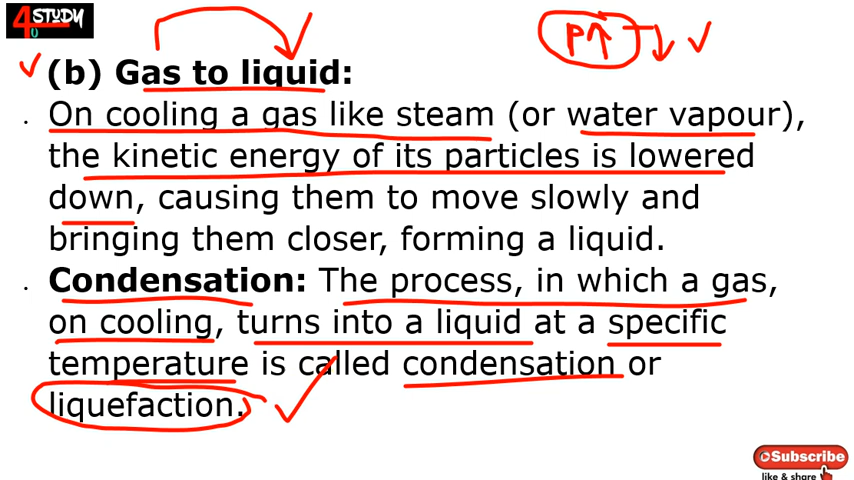 4STUDY
P↑ T↓
(b) Gas to liquid:
On cooling a gas like steam (or water vapour),
the kinetic energy of its particles is lowered
down, causing them to move slowly and
bringing them closer, forming a liquid.
Condensation: The process, in which a gas,
on cooling, turns into a liquid at a specific
temperature is called condensation or
liquefaction.
Subscribe
like & share